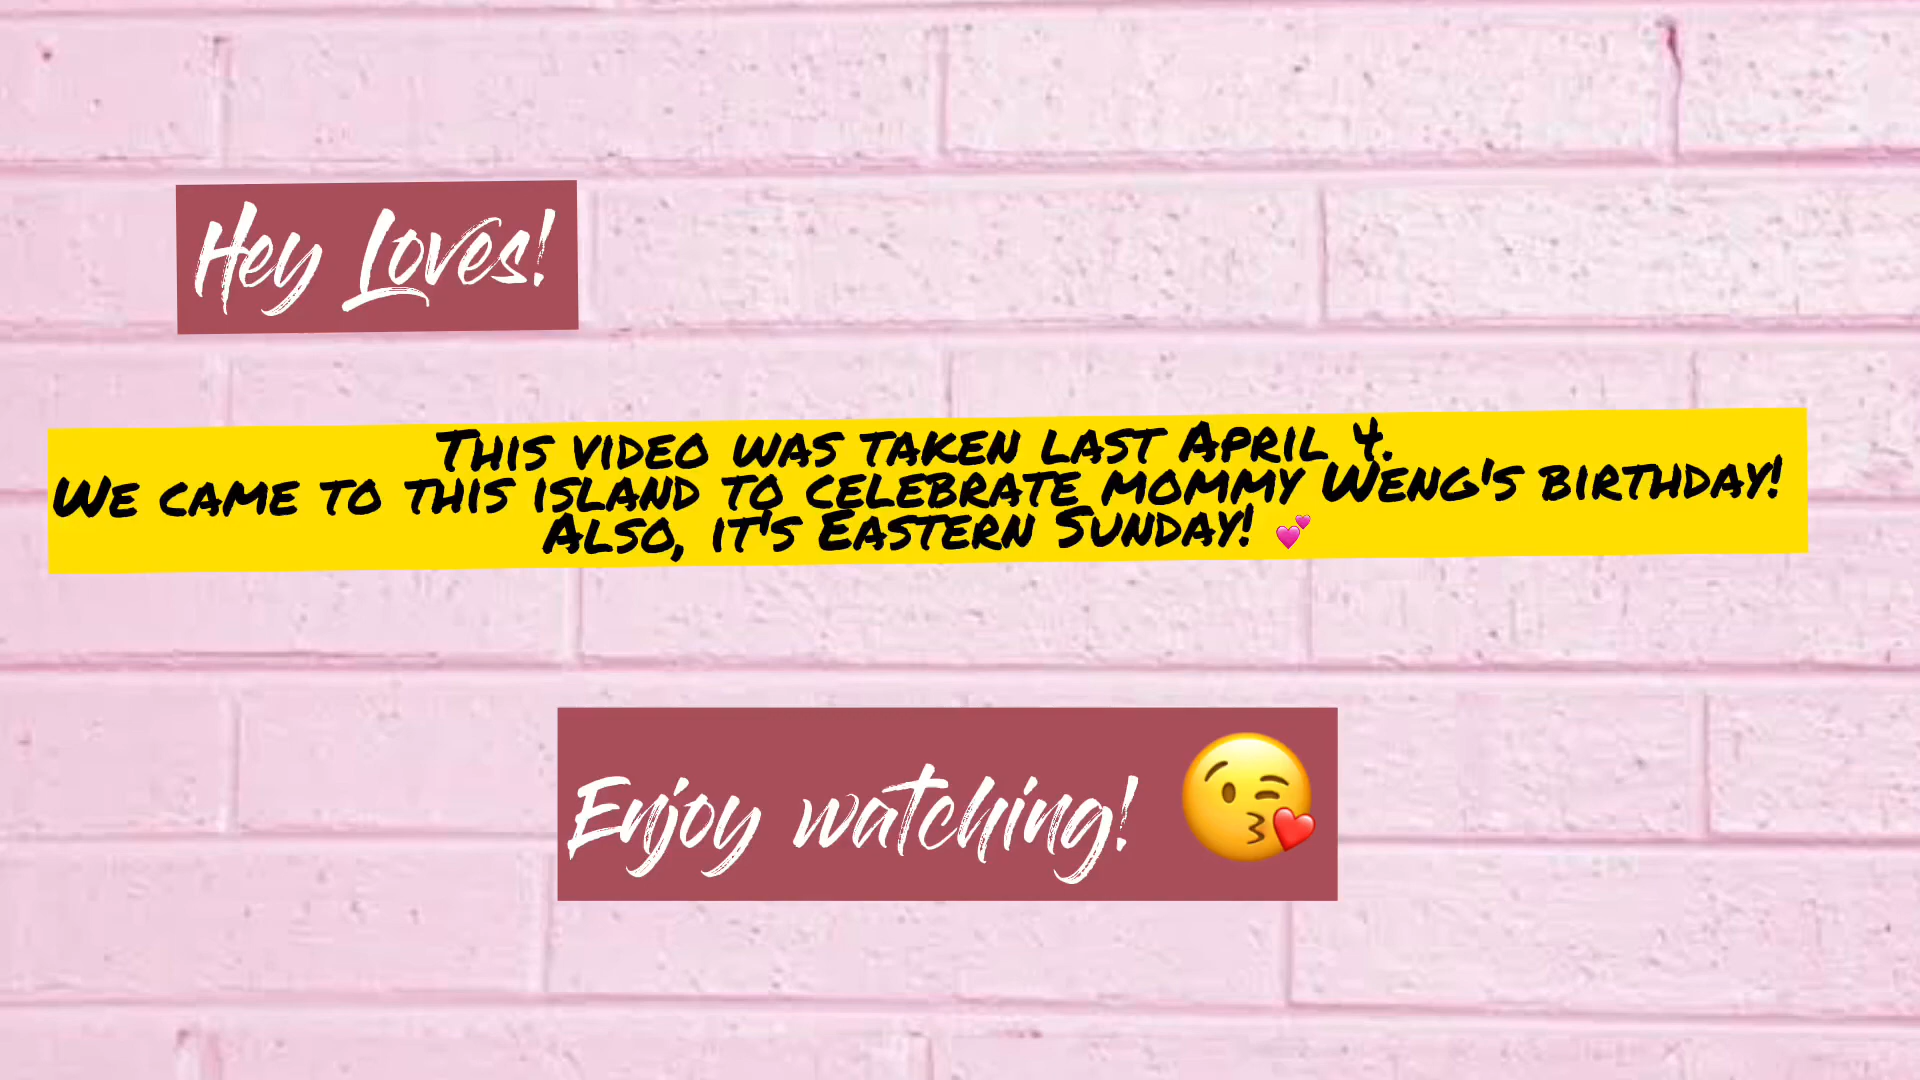 Hey Loves!
This video was taken last April 4.
We came to this island to celebrate mommy Weng's birthday!
Also, it's Eastern Sunday! 💕
Enjoy watching! 😘